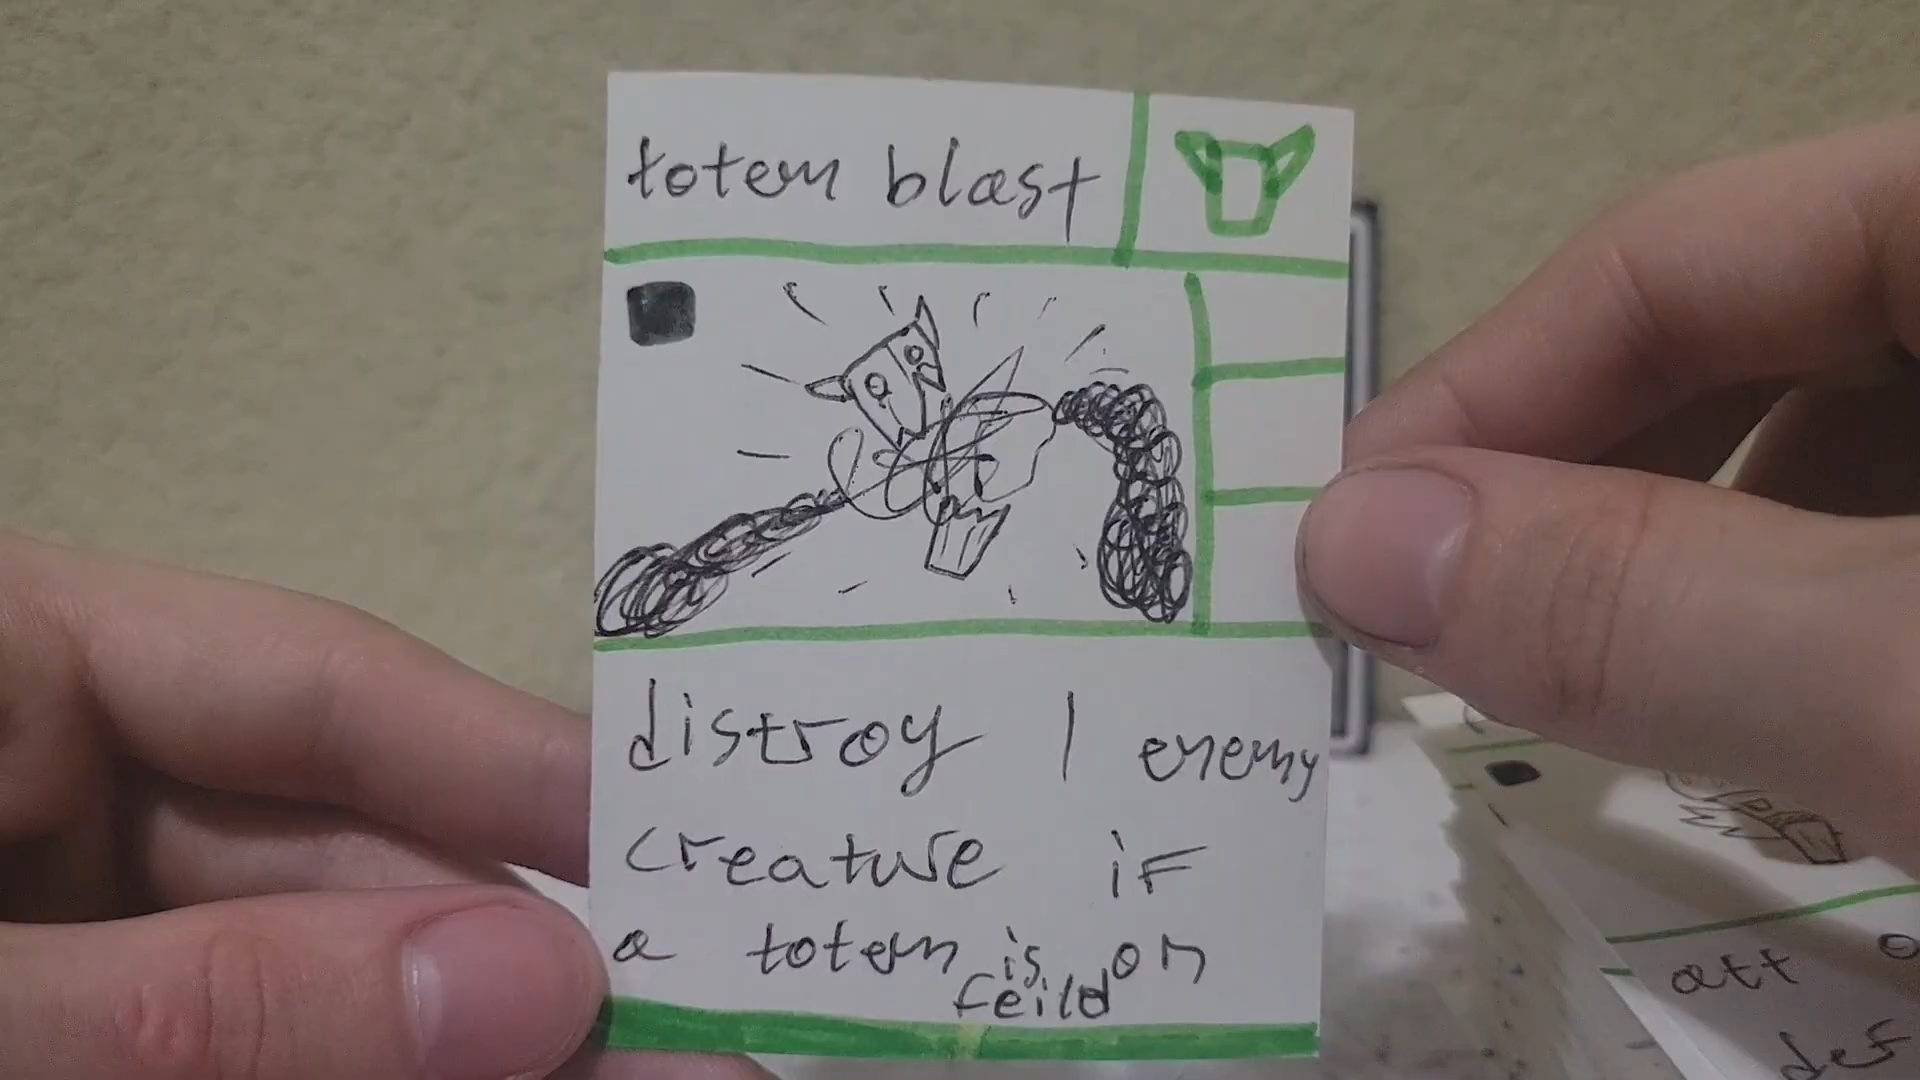 totem blast
distroy 1 enemy
creature if
a totem is on
feild
att o
def